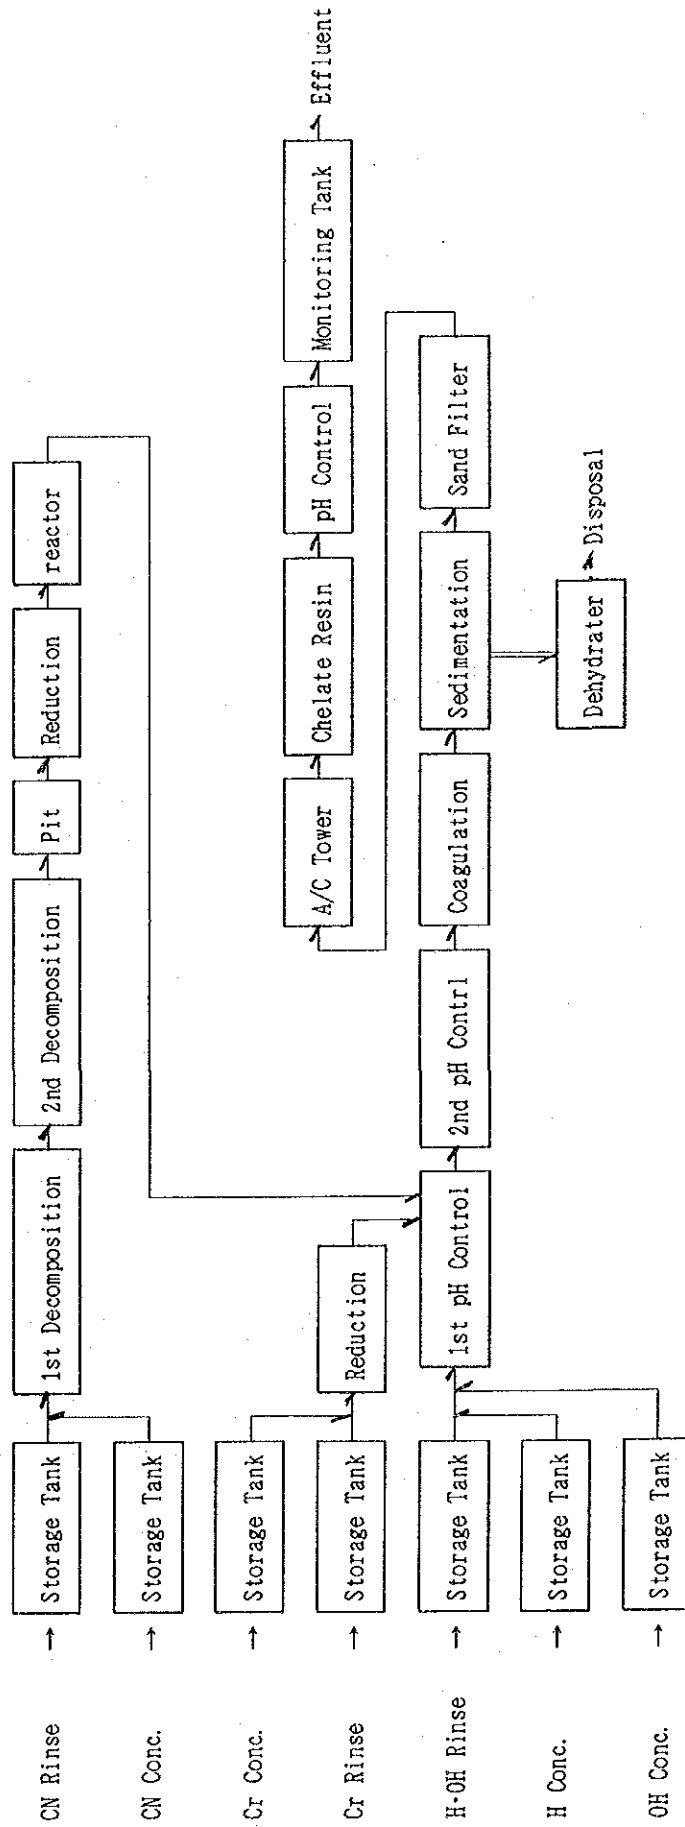 CN Rinse → Storage Tank 1st Decomposition 2nd Decomposition Pit Reduction reactor
CN Conc. → Storage Tank
Cr Conc. → Storage Tank
Cr Rinse → Storage Tank Reduction
A/C Tower Chelate Resin pH Control Monitoring Tank Effluent
H·OH Rinse → Storage Tank 1st pH Control 2nd pH Contrl Coagulation Sedimentation Sand Filter
H Conc. → Storage Tank
OH Conc. → Storage Tank
Dehydrater Disposal